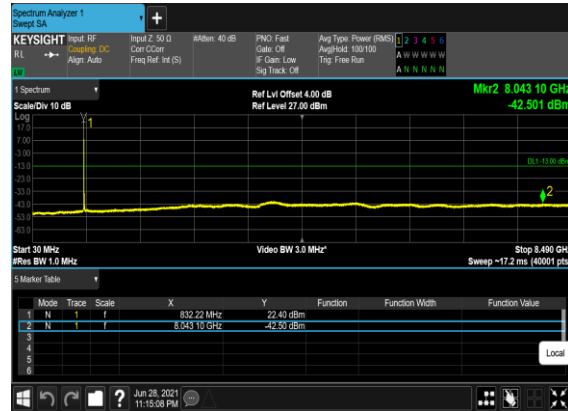 Spectrum Analyzer 1
Swept SA
+
KEYSIGHT Input: RF Input Z: 50 Ω #Atten: 40 dB PNO: Fast Avg Type: Power (RMS) 1 2 3 4 5 6
RL Coupling: DC Corr CCorr Gate: Off Avg|Hold: 100/100 A W W W W W
Align: Auto Freq Ref: Int (S) IF Gain: Low Trig: Free Run
Sig Track: Off A N N N N N
LW
1 Spectrum Ref Lvl Offset 4.00 dB Mkr2 8.043 10 GHz
Scale/Div 10 dB Ref Level 27.00 dBm -42.501 dBm
Log
17.0 1
7.00
-3.00
-13.0 DL1 -13.00 dBm
-23.0
-33.0 2
-43.0
-53.0
-63.0
Start 30 MHz Video BW 3.0 MHz* Stop 8.490 GHz
#Res BW 1.0 MHz Sweep ~17.2 ms (40001 pts)
5 Marker Table
Mode Trace Scale X Y Function Function Width Function Value
1 N 1 f 832.22 MHz 22.40 dBm
2 N 1 f 8.043 10 GHz -42.50 dBm
3
4
5
6
Local
? Jun 28, 2021
11:15:08 PM